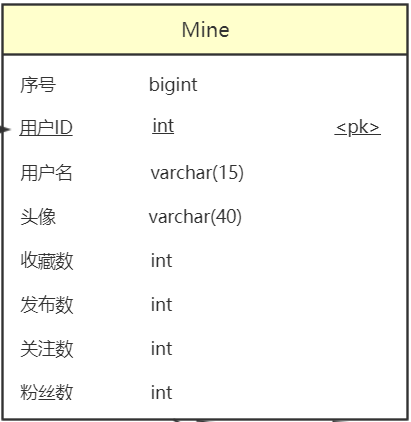 Mine
序号 bigint
用户ID int <pk>
用户名 varchar(15)
头像 varchar(40)
收藏数 int
发布数 int
关注数 int
粉丝数 int